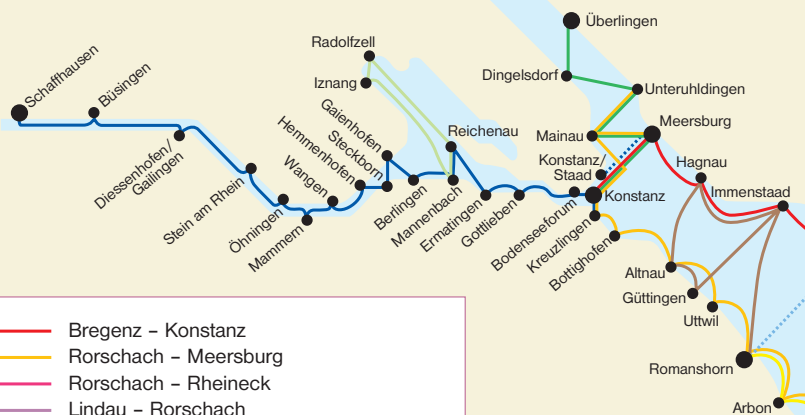 Überlingen
Radolfzell
Dingelsdorf
Iznang
Unteruhldingen
Schaffhausen
Büsingen
Gaienhofen
Reichenau
Meersburg
Mainau
Steckborn
Hemmenhofen
Diessenhofen/
Gailingen
Konstanz/
Staad
Hagnau
Stein am Rhein
Wangen
Immenstaad
Öhningen
Mammern
Berlingen
Mannenbach
Ermatingen
Gottlieben
Bodenseeforum
Konstanz
Kreuzlingen
Bottighofen
Altnau
Güttingen
Uttwil
Romanshorn
Arbon
Bregenz – Konstanz
Rorschach – Meersburg
Rorschach – Rheineck
Lindau – Rorschach